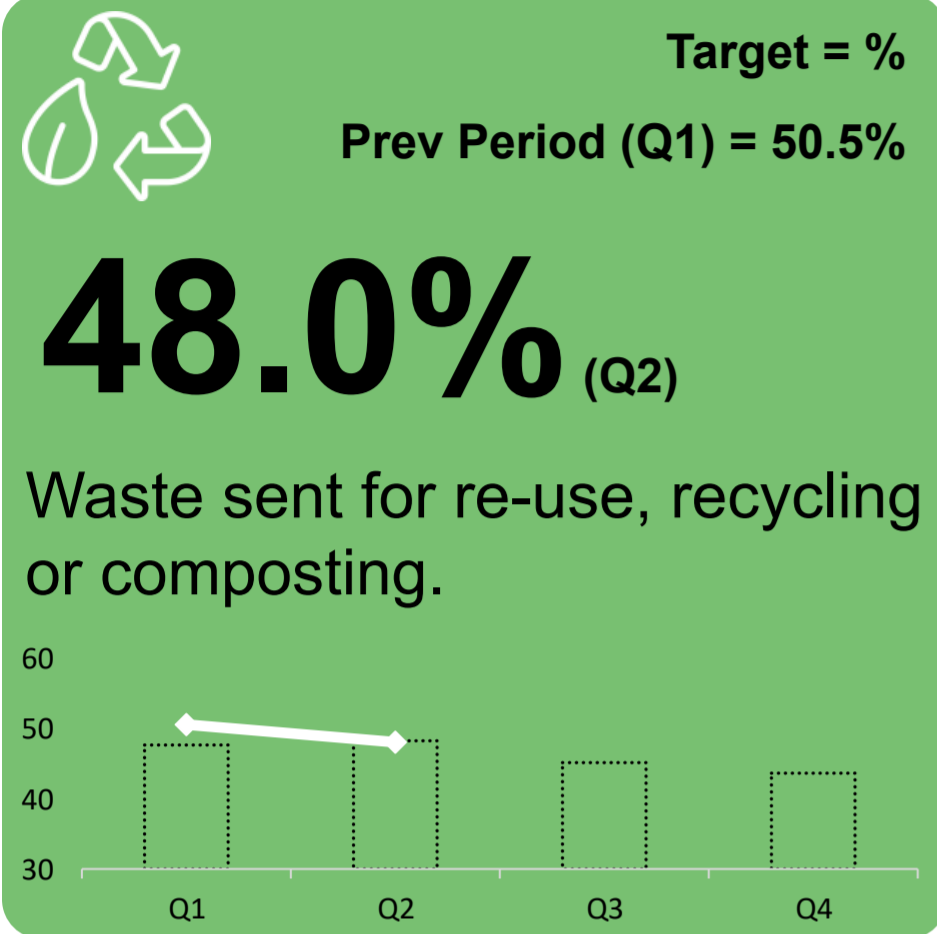 Target = %
Prev Period (Q1) = 50.5%
48.0% (Q2)
Waste sent for re-use, recycling
or composting.
60
50
40
30
Q1 Q2 Q3 Q4